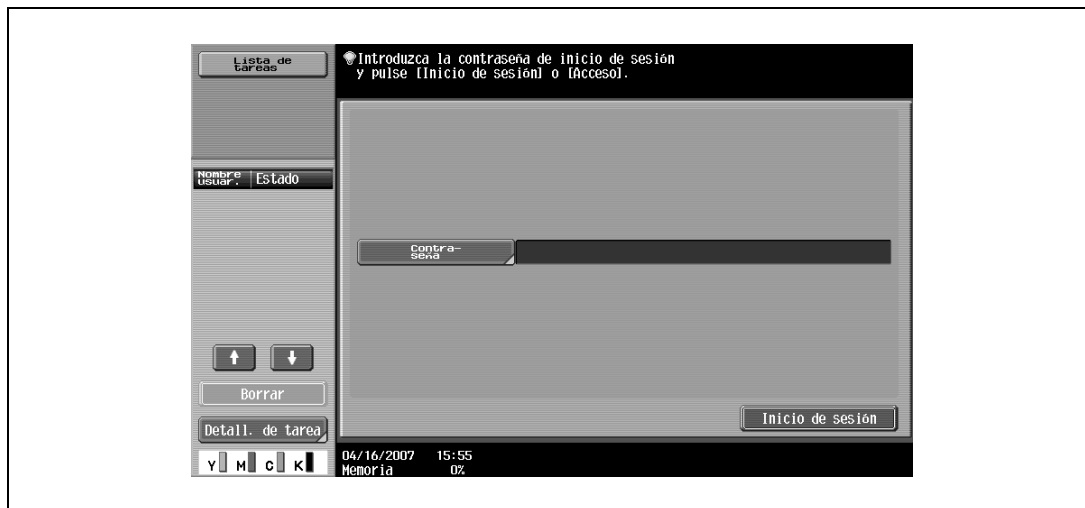 Lista de
tareas
Introduzca la contraseña de inicio de sesión
y pulse [Inicio de sesión] o [Acceso].
Nombre
usuar.
Estado
Contra-
seña
Borrar
Detall. de tarea
Inicio de sesión
Y M C K
04/16/2007 15:55
Memoria 0%